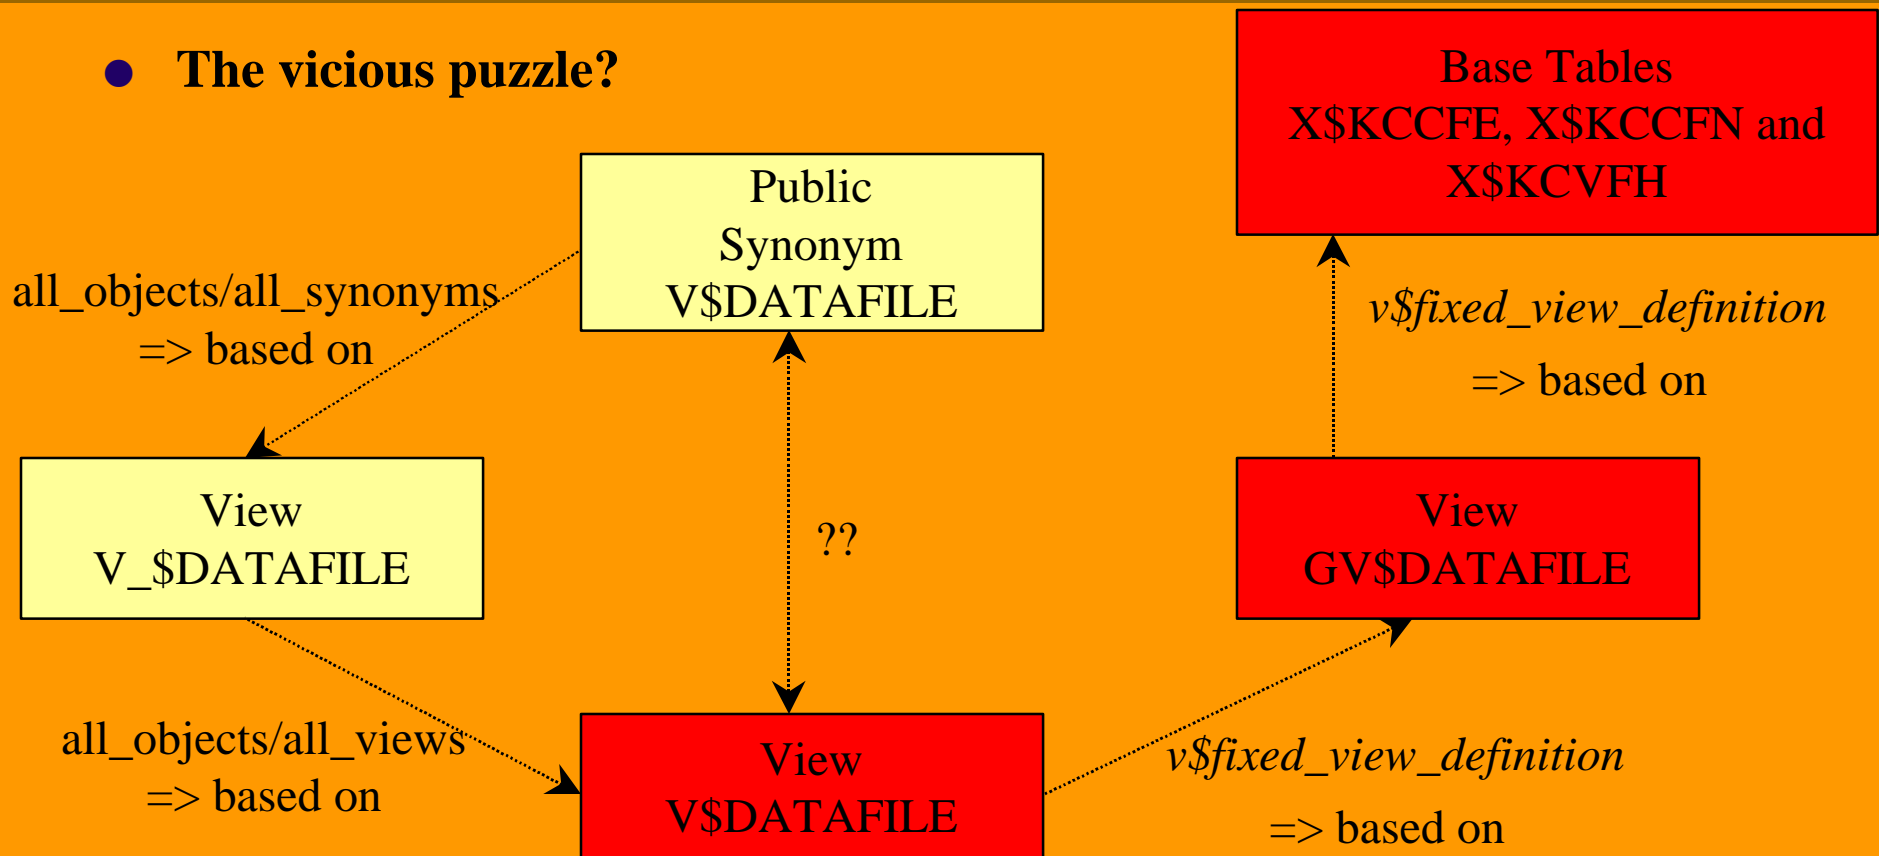 The vicious puzzle?
Base Tables
X$KCCFE, X$KCCFN and
X$KCVFH
Public
Synonym
V$DATAFILE
all_objects/all_synonyms
=> based on
v$fixed_view_definition
=> based on
View
V_$DATAFILE
??
View
GV$DATAFILE
all_objects/all_views
=> based on
View
V$DATAFILE
v$fixed_view_definition
=> based on